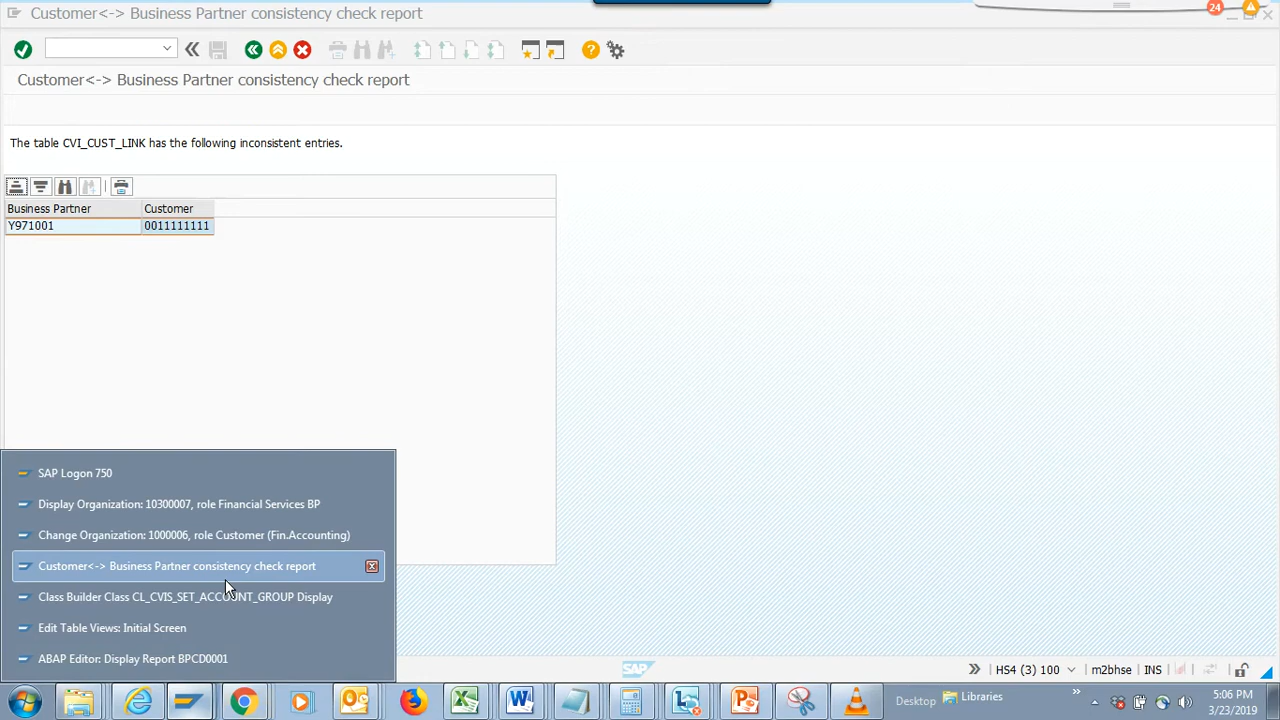 Customer<-> Business Partner consistency check report
24
Customer<-> Business Partner consistency check report
The table CVI_CUST_LINK has the following inconsistent entries.
Business Partner Customer
Y971001 0011111111
SAP Logon 750
Display Organization: 10300007, role Financial Services BP
Change Organization: 1000006, role Customer (Fin.Accounting)
Customer<-> Business Partner consistency check report
Class Builder Class CL_CVIS_SET_ACCOUNT_GROUP Display
Edit Table Views: Initial Screen
ABAP Editor: Display Report BPCD0001
SAP » HS4 (3) 100 m2bhse INS
Desktop Libraries » 5:06 PM
3/23/2019